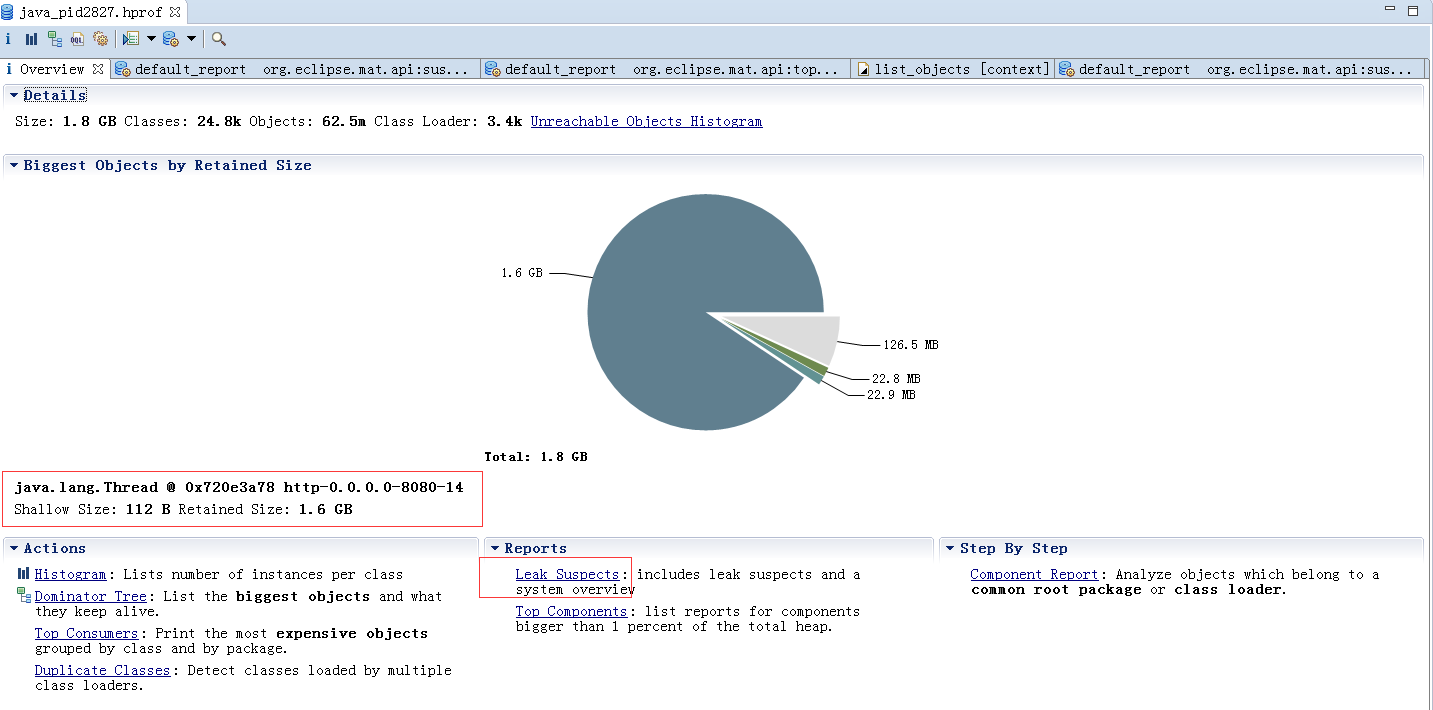 java_pid2827.hprof
i Overview default_report org.eclipse.mat.api:sus... default_report org.eclipse.mat.api:top... list_objects [context] default_report org.eclipse.mat.api:sus...
Details
Size: 1.8 GB Classes: 24.8k Objects: 62.5m Class Loader: 3.4k Unreachable Objects Histogram
Biggest Objects by Retained Size
1.6 GB
126.5 MB
22.8 MB
22.9 MB
Total: 1.8 GB
java.lang.Thread @ 0x720e3a78 http-0.0.0.0-8080-14
Shallow Size: 112 B Retained Size: 1.6 GB
Actions
Histogram: Lists number of instances per class
Dominator Tree: List the biggest objects and what
they keep alive.
Top Consumers: Print the most expensive objects
grouped by class and by package.
Duplicate Classes: Detect classes loaded by multiple
class loaders.
Reports
Leak Suspects: includes leak suspects and a
system overview
Top Components: list reports for components
bigger than 1 percent of the total heap.
Step By Step
Component Report: Analyze objects which belong to a
common root package or class loader.